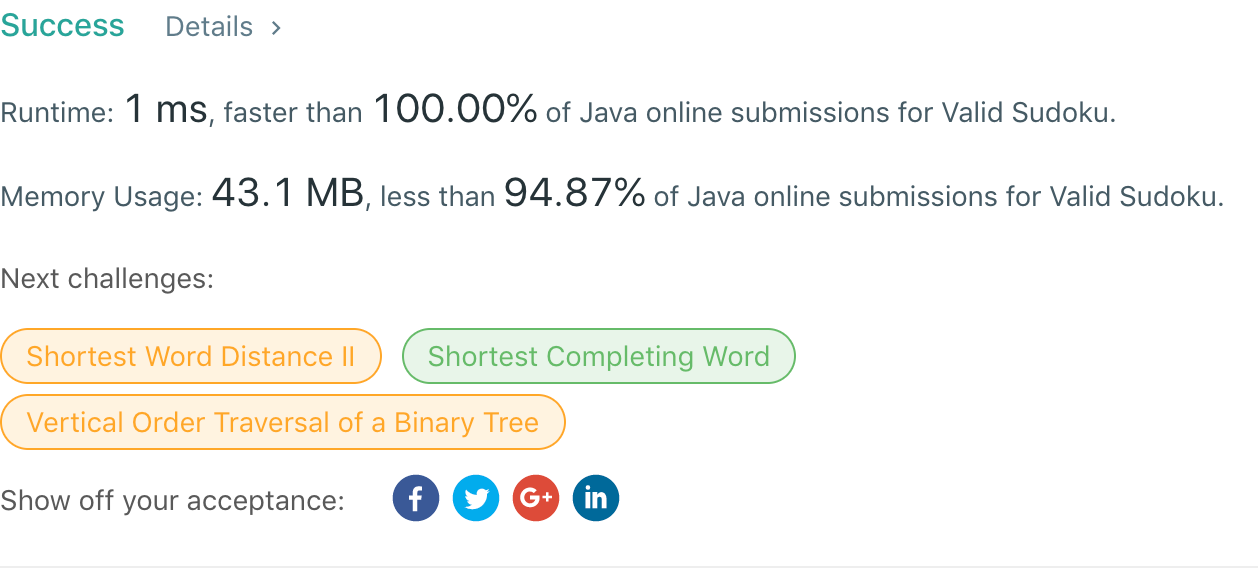 Success Details >
Runtime: 1 ms, faster than 100.00% of Java online submissions for Valid Sudoku.
Memory Usage: 43.1 MB, less than 94.87% of Java online submissions for Valid Sudoku.
Next challenges:
Shortest Word Distance II Shortest Completing Word
Vertical Order Traversal of a Binary Tree
Show off your acceptance: f G+ in